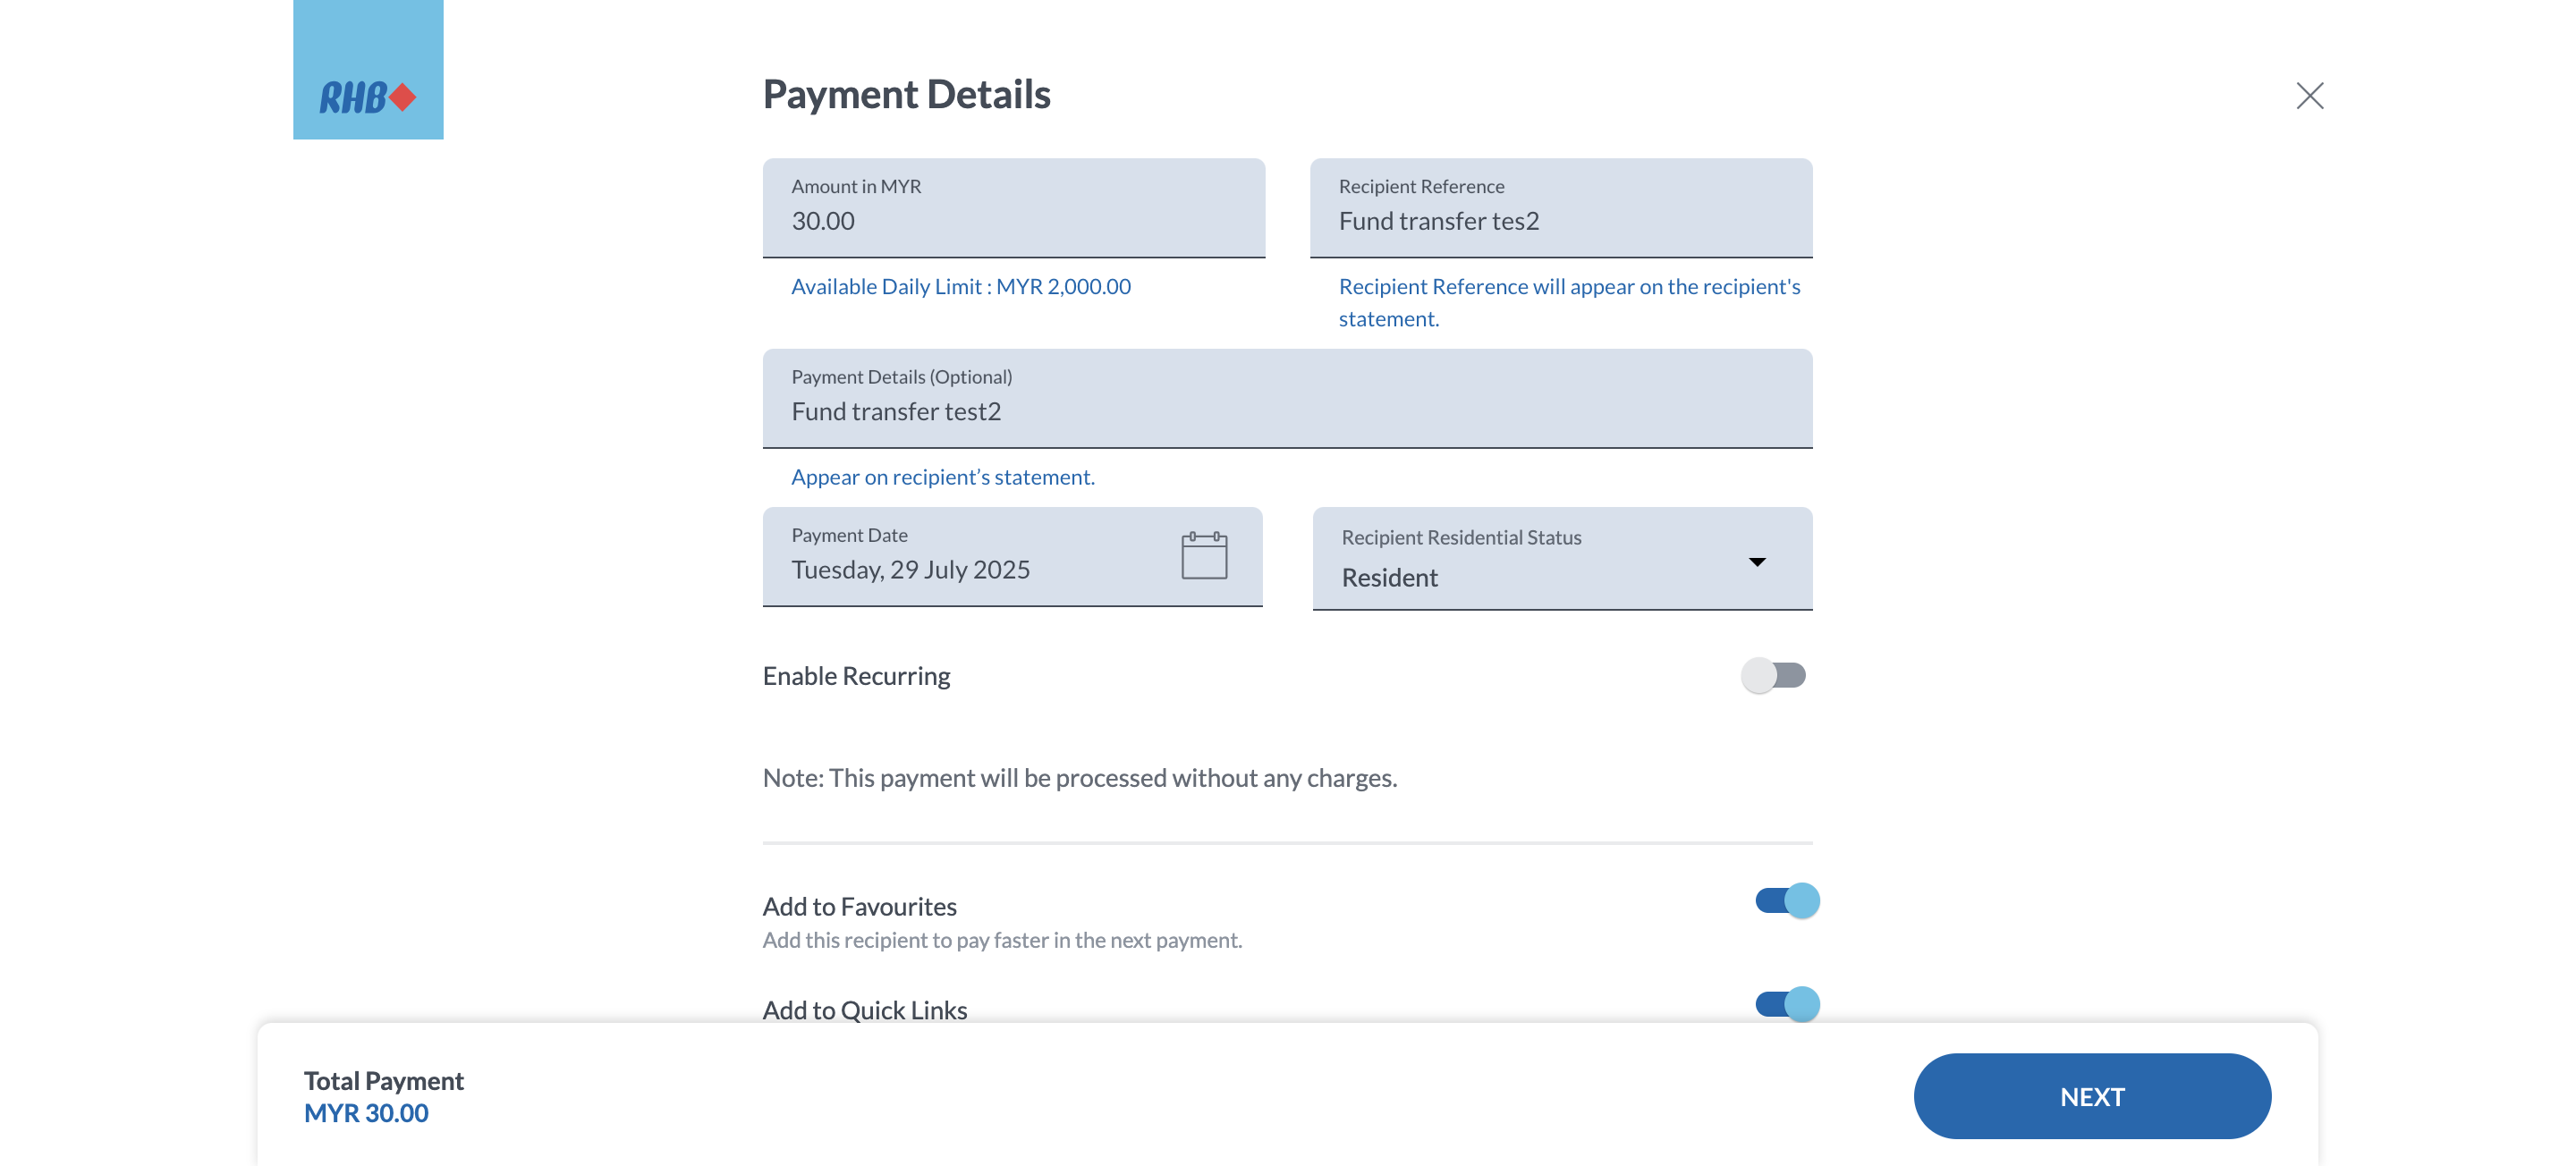 RHB
Payment Details
Amount in MYR
30.00
Recipient Reference
Fund transfer tes2
Available Daily Limit : MYR 2,000.00
Recipient Reference will appear on the recipient's
statement.
Payment Details (Optional)
Fund transfer test2
Appear on recipient’s statement.
Payment Date
Tuesday, 29 July 2025
Recipient Residential Status
Resident
Enable Recurring
Note: This payment will be processed without any charges.
Add to Favourites
Add this recipient to pay faster in the next payment.
Add to Quick Links
Total Payment
MYR 30.00
NEXT